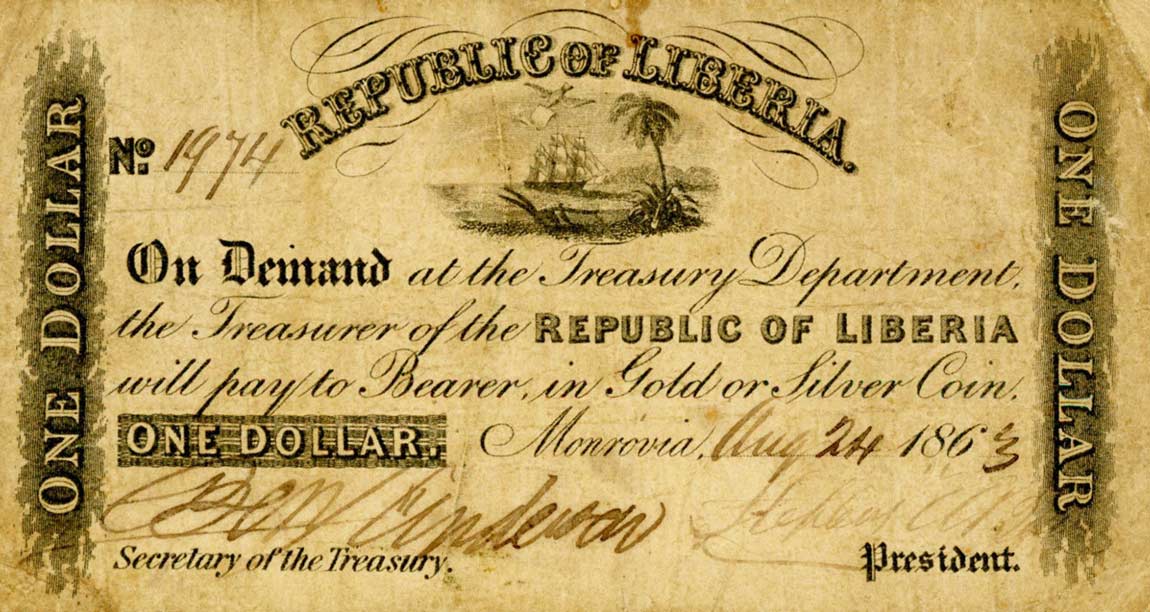 REPUBLIC OF LIBERIA.
No: 1974
ONE DOLLAR
ONE DOLLAR
On Demand at the Treasury Department,
the Treasurer of the REPUBLIC OF LIBERIA
will pay to Bearer, in Gold or Silver Coin.
ONE DOLLAR. Monrovia, Aug 24 1863
Secretary of the Treasury. President.